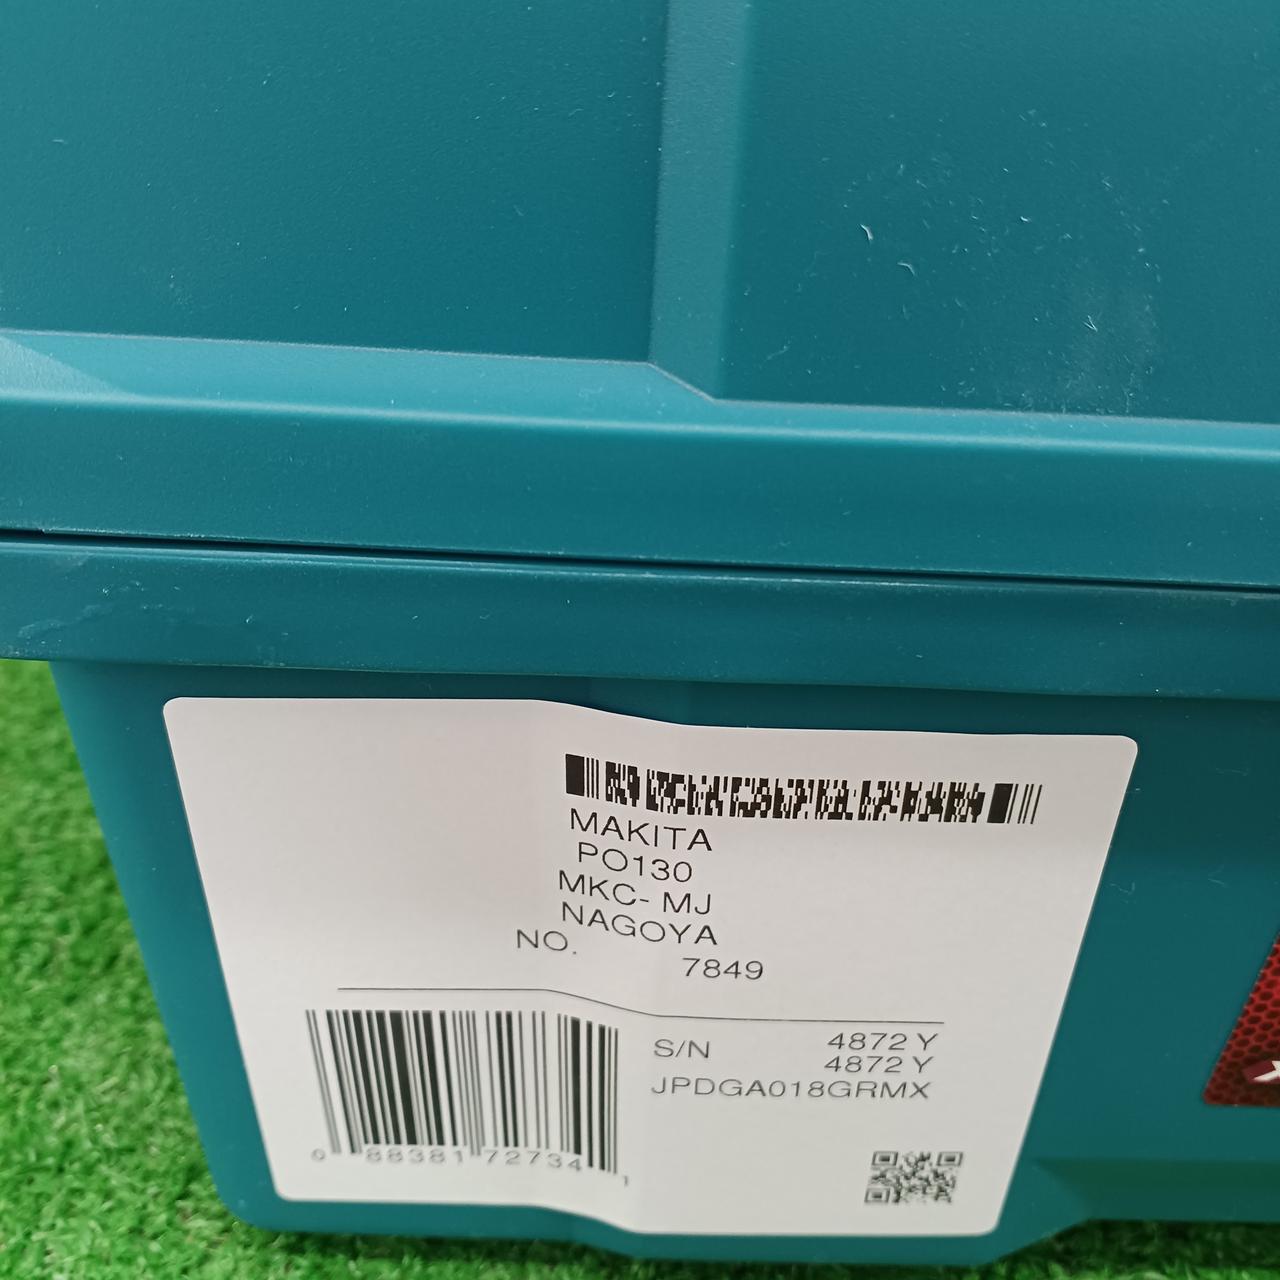 MAKITA
PO130
MKC- MJ
NAGOYA
NO. 7849
S/N 4872 Y
4872 Y
JPDGA018GRMX
0 88381 72734 1